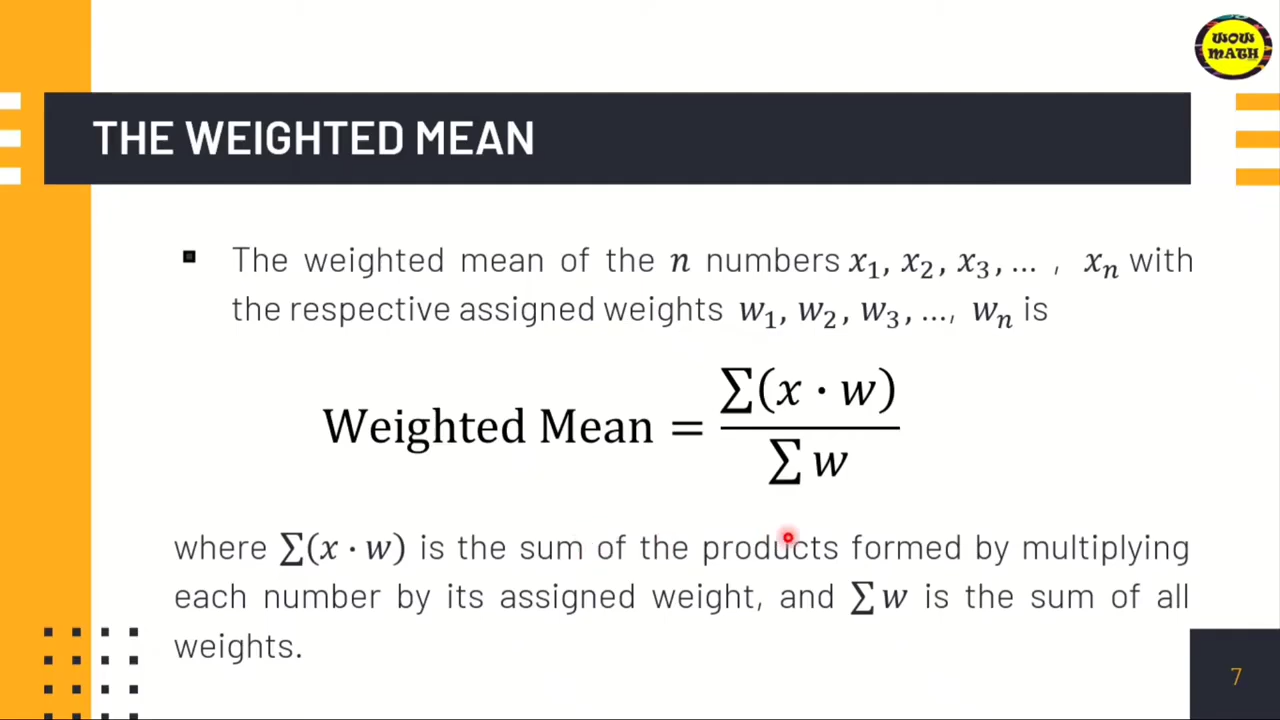 WOW
MATH
THE WEIGHTED MEAN
▪ The weighted mean of the n numbers x₁, x₂, x₃, … , xₙ with
the respective assigned weights w₁, w₂, w₃, …, wₙ is
Weighted Mean = ∑(x · w) / ∑ w
where ∑(x · w) is the sum of the products formed by multiplying
each number by its assigned weight, and ∑ w is the sum of all
weights.
7